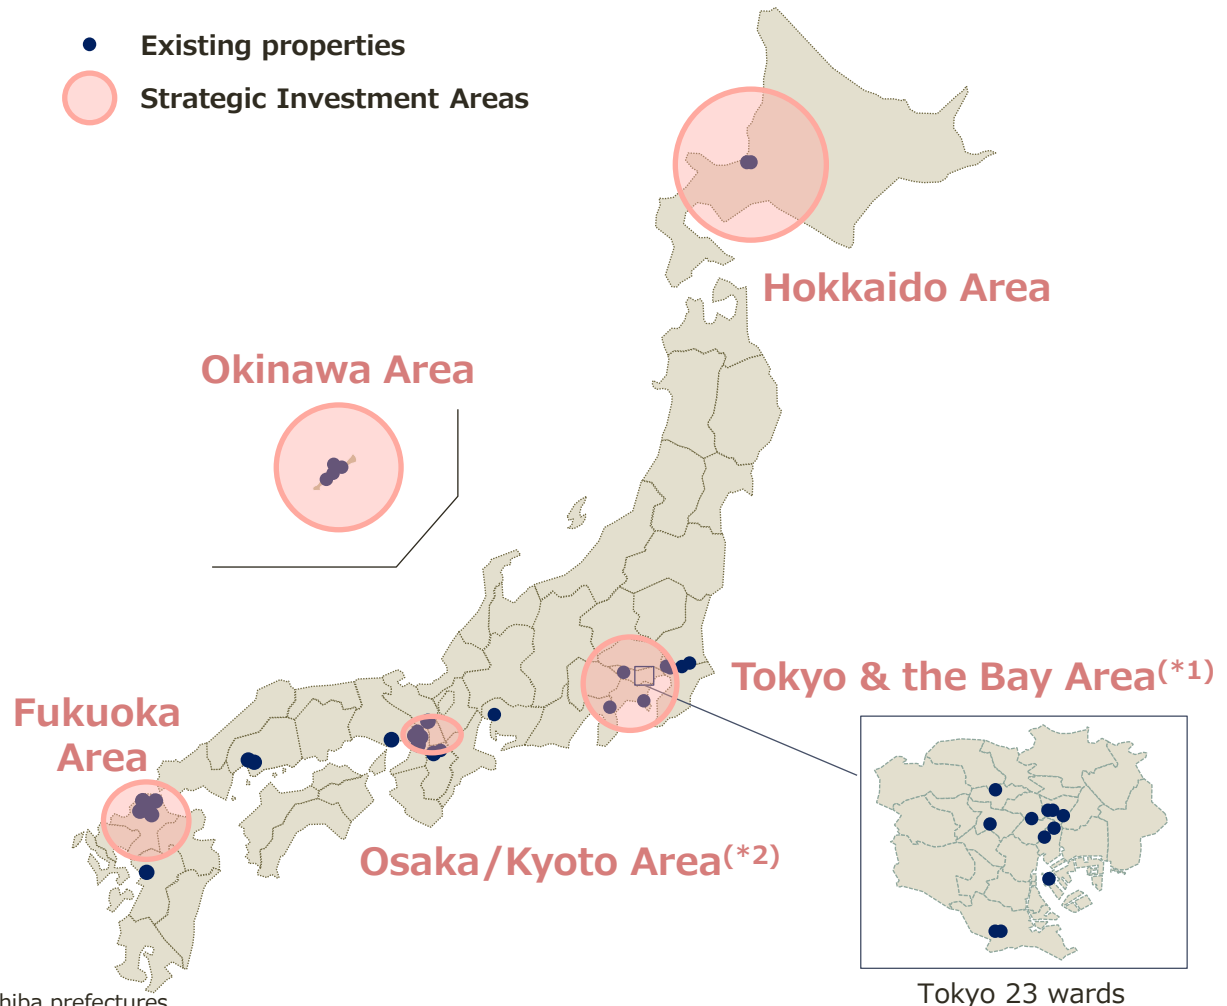 Existing properties
Strategic Investment Areas
Hokkaido Area
Okinawa Area
Tokyo & the Bay Area(*1)
Fukuoka
Area
Osaka/Kyoto Area(*2)
Tokyo 23 wards
prefectures